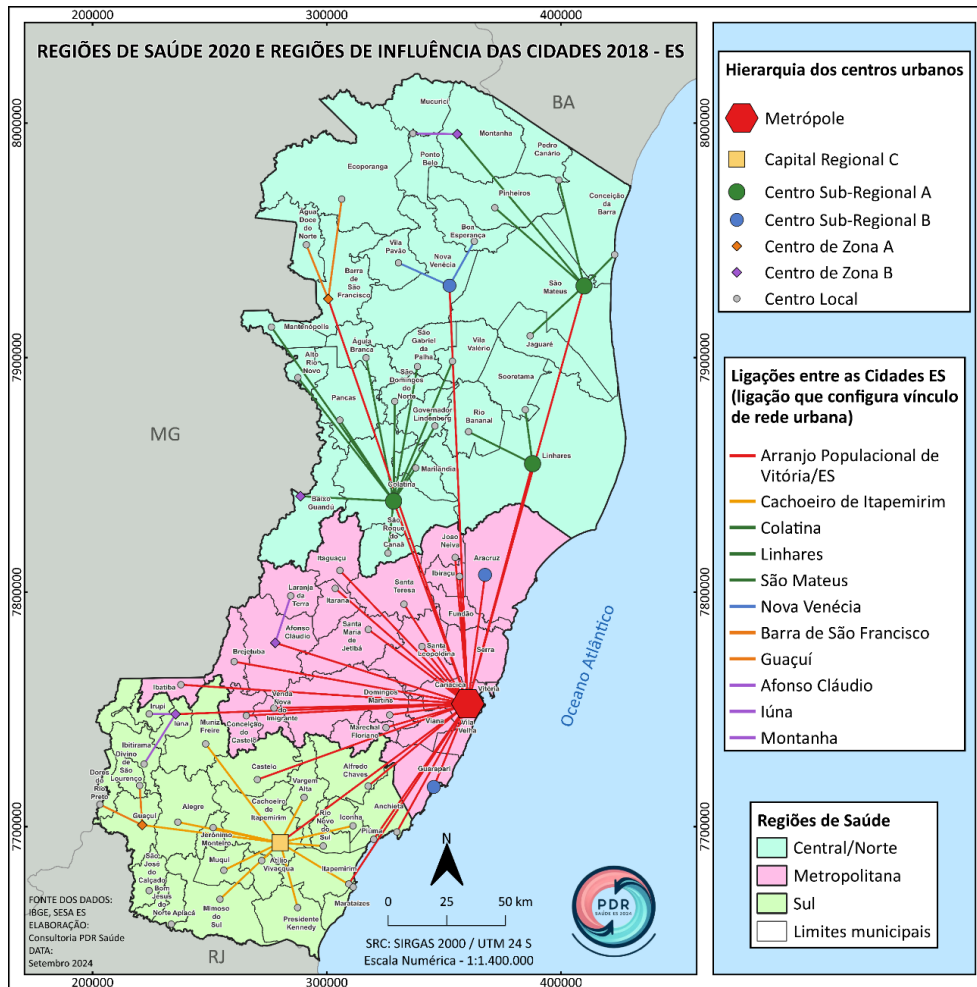 200000
300000
400000
REGIÕES DE SAÚDE 2020 E REGIÕES DE INFLUÊNCIA DAS CIDADES 2018 - ES
8000000
7900000
7800000
7700000
BA
MG
RJ
Mucurici
Montanha
Ponto
Belo
Pedro
Canário
Ecoporanga
Pinheiros
Conceição
da
Barra
Água
Doce do
Norte
Vila
Pavão
Boa
Esperança
Nova
Venécia
Barra
de São
Francisco
São
Mateus
Mantenópolis
Alto
Rio
Novo
Águia
Branca
São
Gabriel
da Palha
Vila
Valério
Jaguaré
São
Domingos
do Norte
Sooretama
Pancas
Governador
Lindenberg
Rio
Bananal
Marilândia
Linhares
Colatina
Baixo
Guandú
São
Roque do
Canaã
João
Neiva
Aracruz
Itaguaçu
Ibiraçu
Laranja
da
Terra
Itarana
Santa
Teresa
Fundão
Afonso
Cláudio
Santa
Maria de
Jetibá
Santa
Leopoldina
Serra
Brejetuba
Cariacica
Vitória
Ibatiba
Venda
Nova do
Imigrante
Domingos
Martins
Viana
Vila
Velha
Irupi
Iúna
Muniz
Freire
Conceição
do Castelo
Marechal
Floriano
Ibitirama
Divino
de São
Lourenço
Castelo
Alfredo
Chaves
Guarapari
Dores
do Rio
Preto
Vargem
Alta
Alegre
Cachoeiro
de
Itapemirim
Anchieta
Guaçuí
Rio
Novo do
Sul
Iconha
Piúma
Jerônimo
Monteiro
Muqui
Atílio
Vivacqua
Itapemirim
São
José do
Calçado
Bom
Jesus do
Norte
Apiacá
Mimoso
do Sul
Presidente
Kennedy
Marataízes
Oceano Atlântico
N
0 25 50 km
SRC: SIRGAS 2000 / UTM 24 S
Escala Numérica - 1:1.400.000
PDR
SAÚDE ES 2024
FONTE DOS DADOS:
IBGE, SESA ES
ELABORAÇÃO:
Consultoria PDR Saúde
DATA:
Setembro 2024
200000
300000
400000
Hierarquia dos centros urbanos
Metrópole
Capital Regional C
Centro Sub-Regional A
Centro Sub-Regional B
Centro de Zona A
Centro de Zona B
Centro Local
Ligações entre as Cidades ES
(ligação que configura vínculo
de rede urbana)
Arranjo Populacional de
Vitória/ES
Cachoeiro de Itapemirim
Colatina
Linhares
São Mateus
Nova Venécia
Barra de São Francisco
Guaçuí
Afonso Cláudio
Iúna
Montanha
Regiões de Saúde
Central/Norte
Metropolitana
Sul
Limites municipais